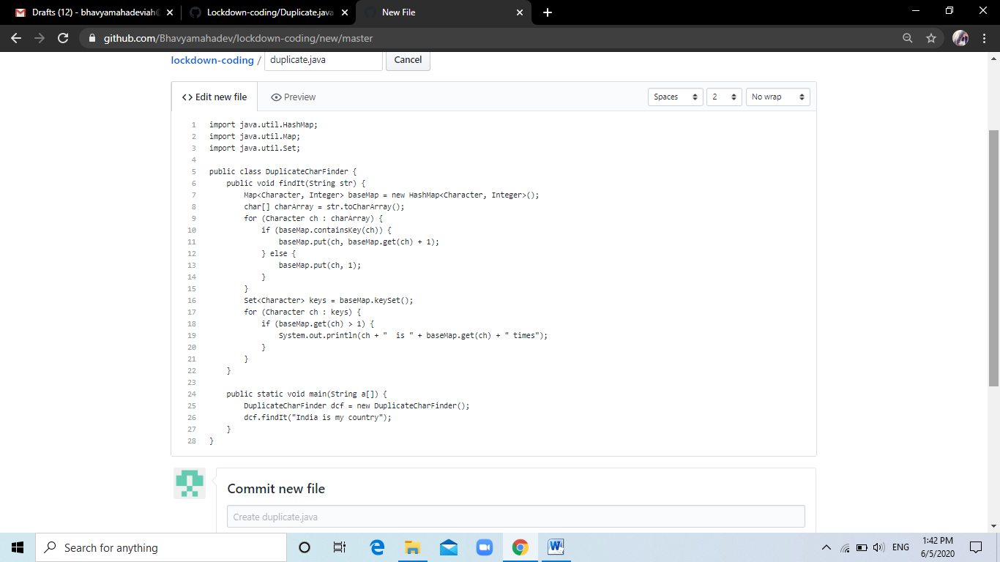 Drafts (12) - bhavyamahadeviah@
Lockdown-coding/Duplicate.java
New File
github.com/Bhavyamahadev/lockdown-coding/new/master
lockdown-coding / duplicate.java Cancel
<> Edit new file Preview Spaces 2 No wrap
1 import java.util.HashMap;
2 import java.util.Map;
3 import java.util.Set;
4
5 public class DuplicateCharFinder {
6 public void findIt(String str) {
7 Map<Character, Integer> baseMap = new HashMap<Character, Integer>();
8 char[] charArray = str.toCharArray();
9 for (Character ch : charArray) {
10 if (baseMap.containsKey(ch)) {
11 baseMap.put(ch, baseMap.get(ch) + 1);
12 } else {
13 baseMap.put(ch, 1);
14 }
15 }
16 Set<Character> keys = baseMap.keySet();
17 for (Character ch : keys) {
18 if (baseMap.get(ch) > 1) {
19 System.out.println(ch + "  is " + baseMap.get(ch) + " times");
20 }
21 }
22 }
23
24 public static void main(String a[]) {
25 DuplicateCharFinder dcf = new DuplicateCharFinder();
26 dcf.findIt("India is my country");
27 }
28 }
Commit new file
Create duplicate.java
Search for anything
ENG
1:42 PM
6/5/2020